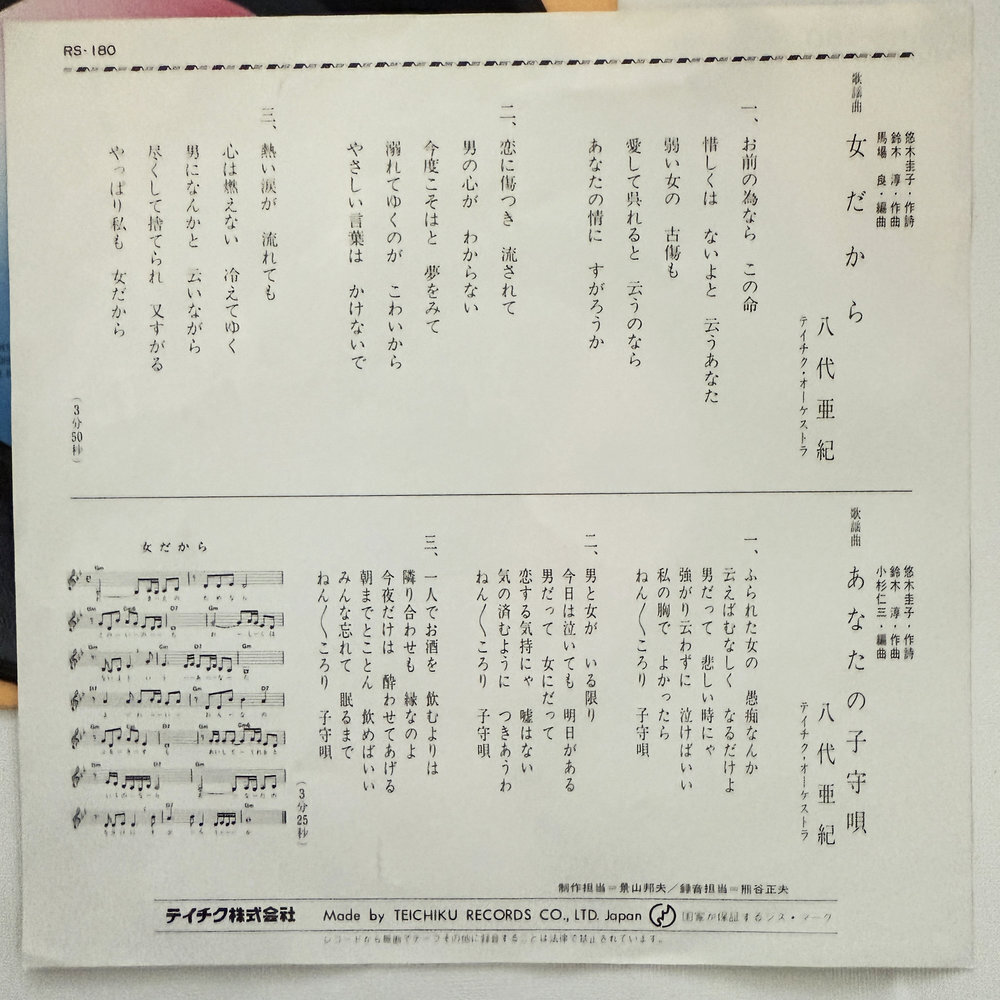 RS-180
歌謡曲
女だから
悠木圭子・作詩
鈴木 淳・作曲
馬場 良・編曲
八代亜紀
テイチク・オーケストラ
一、お前の為なら この命
惜しくは ないよと 云うあなた
弱い女の 古傷も
愛して呉れると 云うのなら
あなたの情に すがろうか
二、恋に傷つき 流されて
男の心が わからない
今度こそはと 夢をみて
溺れてゆくのが こわいから
やさしい言葉は かけないで
三、熱い涙が 流れても
心は燃えない 冷えてゆく
男になんかと 云いながら
尽くして捨てられ 又すがる
やっぱり私も 女だから
(3分50秒)
歌謡曲
あなたの子守唄
悠木圭子・作詩
鈴木 淳・作曲
小杉仁三・編曲
八代亜紀
テイチク・オーケストラ
一、ふられた女の 愚痴なんか
云えばむなしく なるだけよ
男だって 悲しい時にゃ
強がり云わずに 泣けばいい
私の胸で よかったら
ねん〱ころり 子守唄
二、男と女が いる限り
今日は泣いても 明日がある
男だって 女にだって
恋する気持にゃ 嘘はない
気の済むように つきあうわ
ねん〱ころり 子守唄
三、一人でお酒を 飲むよりは
隣り合わせも 縁なのよ
今夜だけは 酔わせてあげる
朝までとことん 飲めばいい
みんな忘れて 眠るまで
ねん〱ころり 子守唄
(3分25秒)
女だから
制作担当=景山邦夫/録音担当=熊谷正夫
テイチク株式会社 Made by TEICHIKU RECORDS CO., LTD. Japan